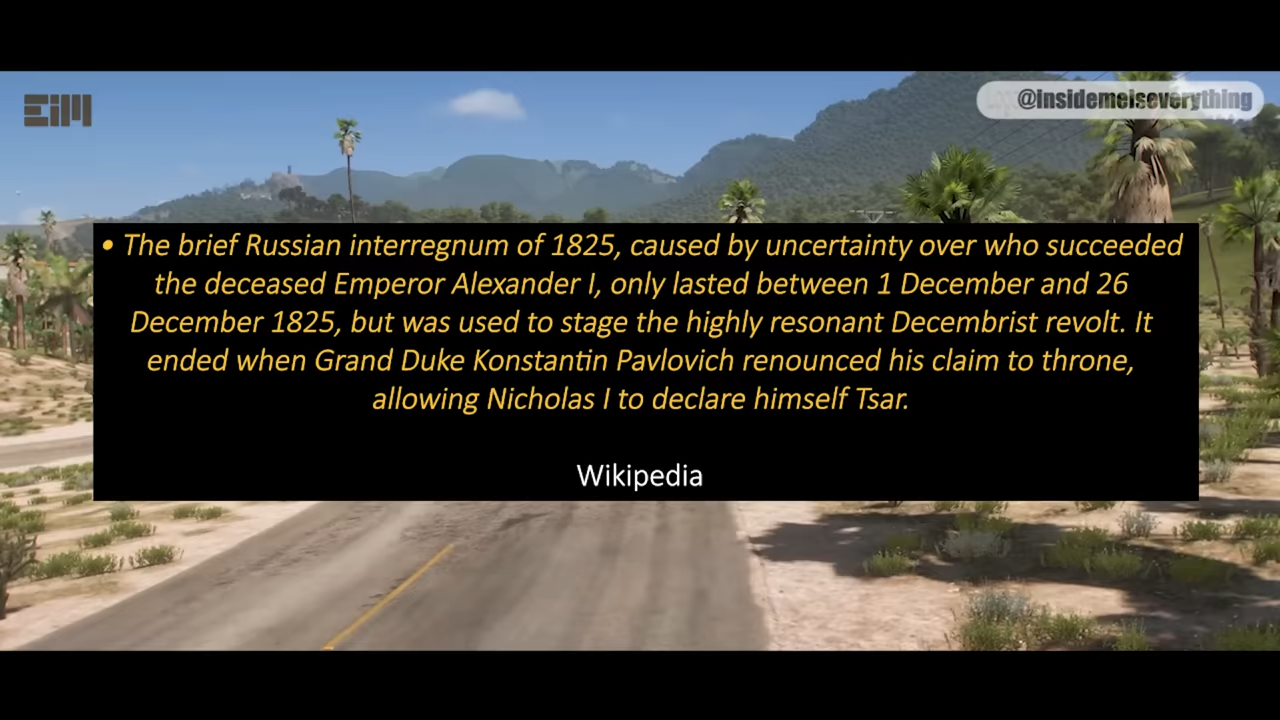 EiM
@insidemeiseverything
• The brief Russian interregnum of 1825, caused by uncertainty over who succeeded
the deceased Emperor Alexander I, only lasted between 1 December and 26
December 1825, but was used to stage the highly resonant Decembrist revolt. It
ended when Grand Duke Konstantin Pavlovich renounced his claim to throne,
allowing Nicholas I to declare himself Tsar.
Wikipedia